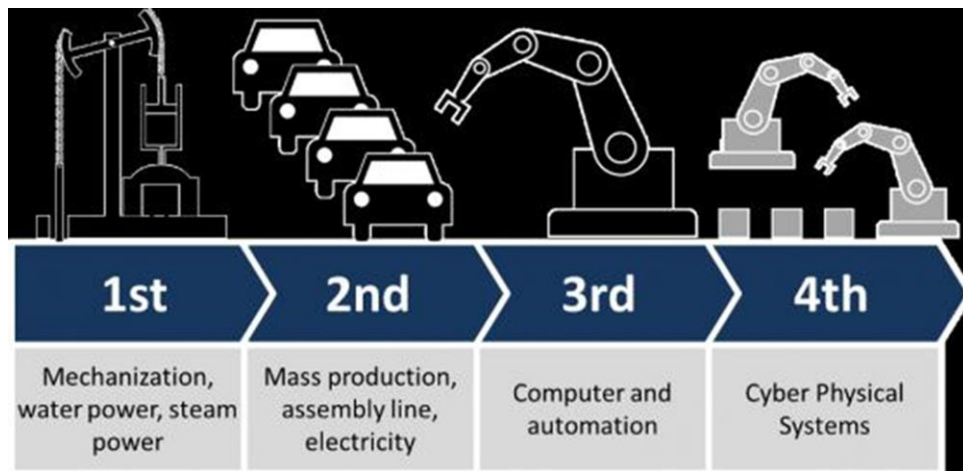 1st
2nd
3rd
4th
Mechanization,
water power, steam
power
Mass production,
assembly line,
electricity
Computer and
automation
Cyber Physical
Systems